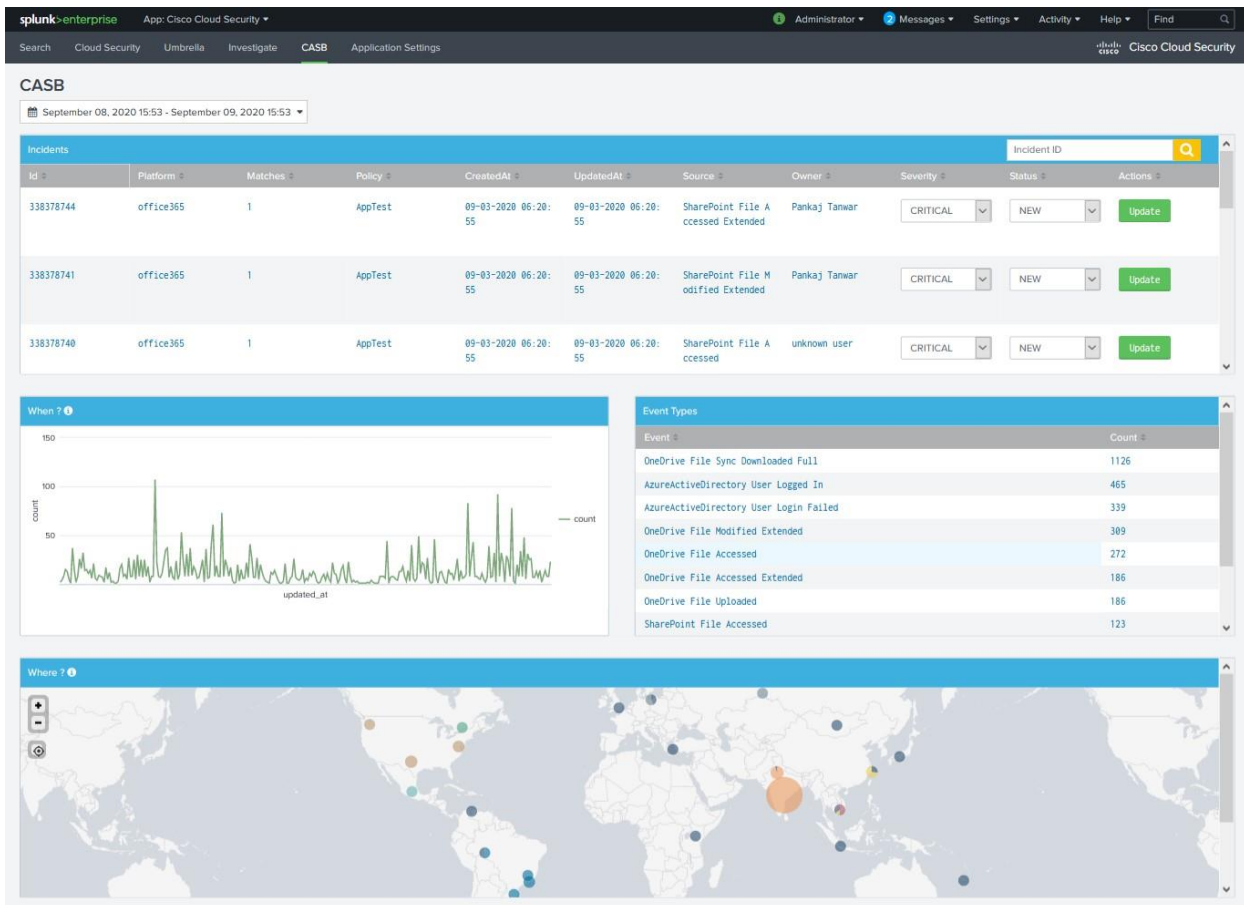 splunk>enterprise App: Cisco Cloud Security Administrator 2 Messages Settings Activity Help Find
Search Cloud Security Umbrella Investigate CASB Application Settings cisco Cisco Cloud Security
CASB
September 08, 2020 15:53 - September 09, 2020 15:53
Incidents Incident ID
Id Platform Matches Policy CreatedAt UpdatedAt Source Owner Severity Status Actions
338378744 office365 1 AppTest 09-03-2020 06:20: 09-03-2020 06:20: SharePoint File A Pankaj Tanwar CRITICAL NEW Update
55 55 ccessed Extended
338378741 office365 1 AppTest 09-03-2020 06:20: 09-03-2020 06:20: SharePoint File M Pankaj Tanwar CRITICAL NEW Update
55 55 odified Extended
338378740 office365 1 AppTest 09-03-2020 06:20: 09-03-2020 06:20: SharePoint File A unknown user CRITICAL NEW Update
55 55 ccessed
When ?
150
100
50
count
count
updated_at
Event Types
Event Count
OneDrive File Sync Downloaded Full 1126
AzureActiveDirectory User Logged In 465
AzureActiveDirectory User Login Failed 339
OneDrive File Modified Extended 309
OneDrive File Accessed 272
OneDrive File Accessed Extended 186
OneDrive File Uploaded 186
SharePoint File Accessed 123
Where ?
+
-